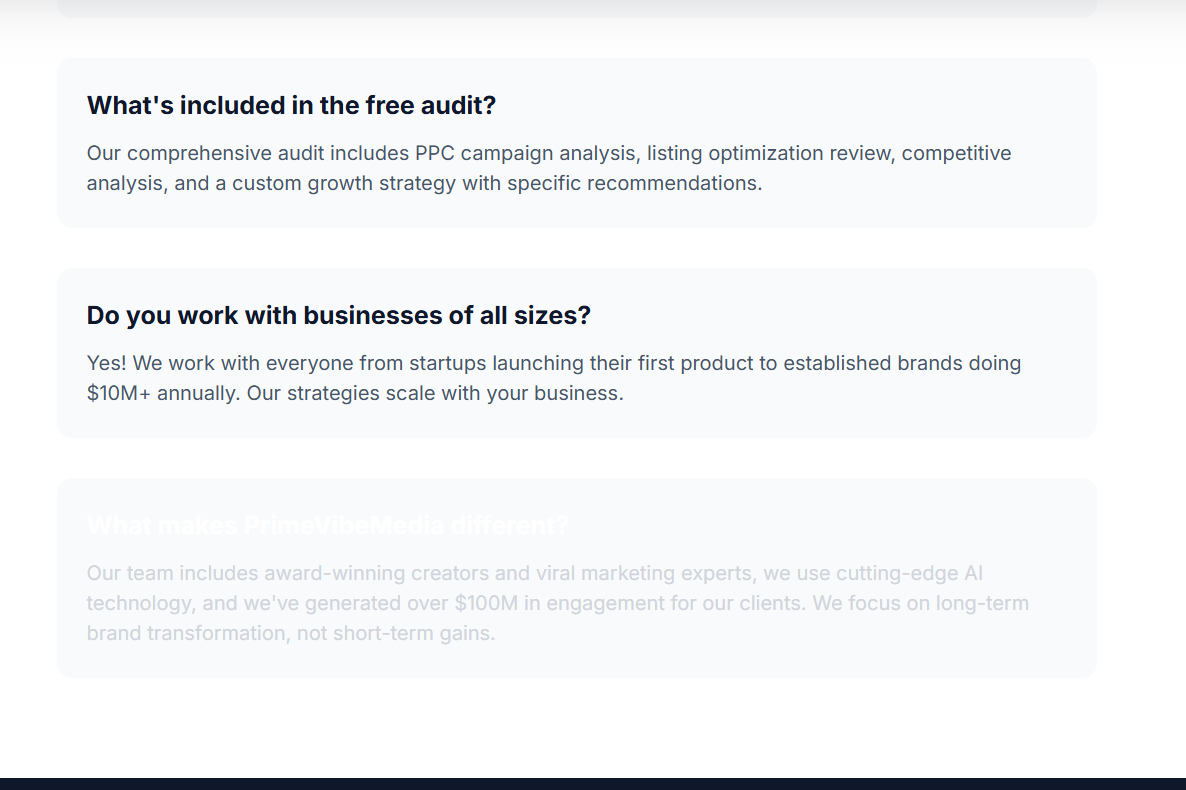 What's included in the free audit?
Our comprehensive audit includes PPC campaign analysis, listing optimization review, competitive
analysis, and a custom growth strategy with specific recommendations.
Do you work with businesses of all sizes?
Yes! We work with everyone from startups launching their first product to established brands doing
$10M+ annually. Our strategies scale with your business.
What makes PrimeVibeMedia different?
Our team includes award-winning creators and viral marketing experts, we use cutting-edge AI
technology, and we've generated over $100M in engagement for our clients. We focus on long-term
brand transformation, not short-term gains.